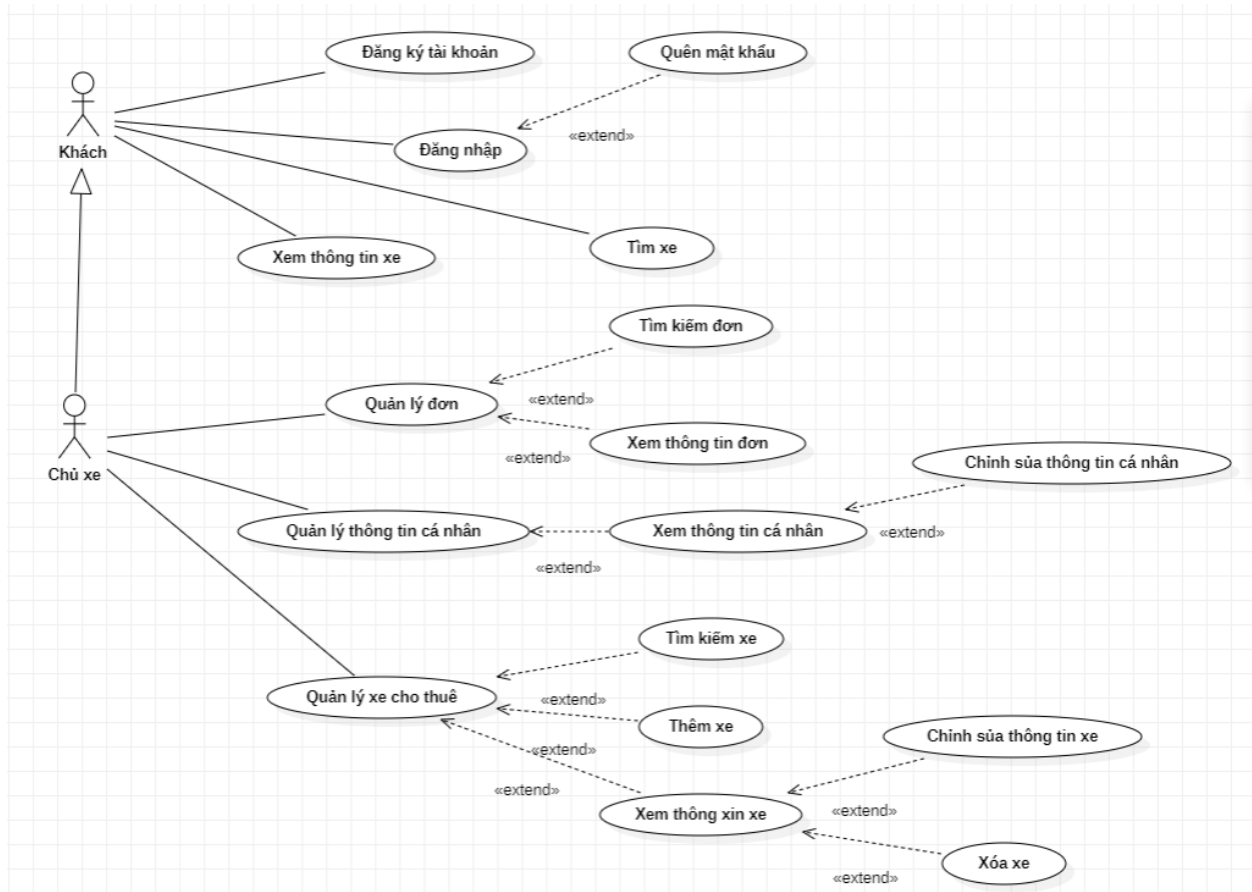 Đăng ký tài khoản
Quên mật khẩu
«extend»
Khách
Đăng nhập
Xem thông tin xe
Tìm xe
Tìm kiếm đơn
Quản lý đơn
«extend»
Xem thông tin đơn
«extend»
Chủ xe
Chỉnh sủa thông tin cá nhân
Quản lý thông tin cá nhân
Xem thông tin cá nhân
«extend»
«extend»
Tìm kiếm xe
Quản lý xe cho thuê
«extend»
Thêm xe
«extend»
Chỉnh sủa thông tin xe
«extend»
Xem thông xin xe
«extend»
Xóa xe
«extend»